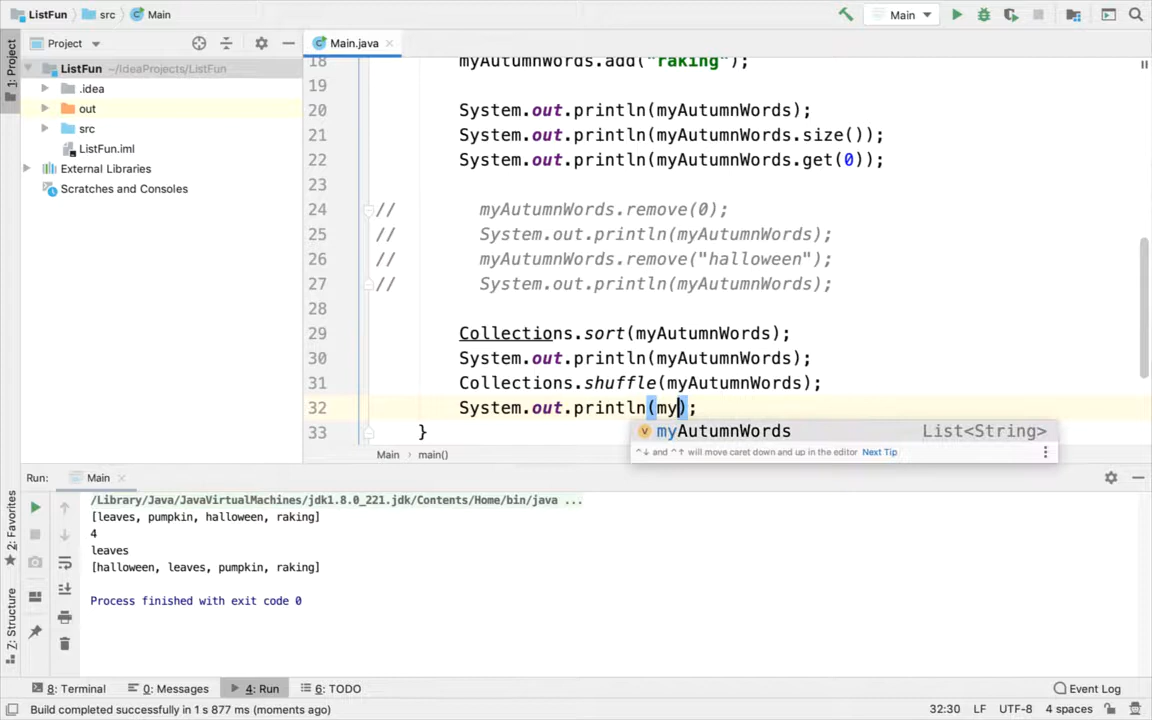 ListFun src Main Main
Project Main.java
1: Project
ListFun ~/IdeaProjects/ListFun
.idea
out
src
ListFun.iml
External Libraries
Scratches and Consoles
18 myAutumnWords.add("raking");
19
20 System.out.println(myAutumnWords);
21 System.out.println(myAutumnWords.size());
22 System.out.println(myAutumnWords.get(0));
23
24 // myAutumnWords.remove(0);
25 // System.out.println(myAutumnWords);
26 // myAutumnWords.remove("halloween");
27 // System.out.println(myAutumnWords);
28
29 Collections.sort(myAutumnWords);
30 System.out.println(myAutumnWords);
31 Collections.shuffle(myAutumnWords);
32 System.out.println(my);
33 }
myAutumnWords List<String>
^↓ and ^↑ will move caret down and up in the editor Next Tip
Main main()
Run: Main
/Library/Java/JavaVirtualMachines/jdk1.8.0_221.jdk/Contents/Home/bin/java ...
[leaves, pumpkin, halloween, raking]
4
leaves
[halloween, leaves, pumpkin, raking]
Process finished with exit code 0
2: Favorites
Z: Structure
8: Terminal 0: Messages 4: Run 6: TODO Event Log
Build completed successfully in 1 s 877 ms (moments ago) 32:30 LF UTF-8 4 spaces